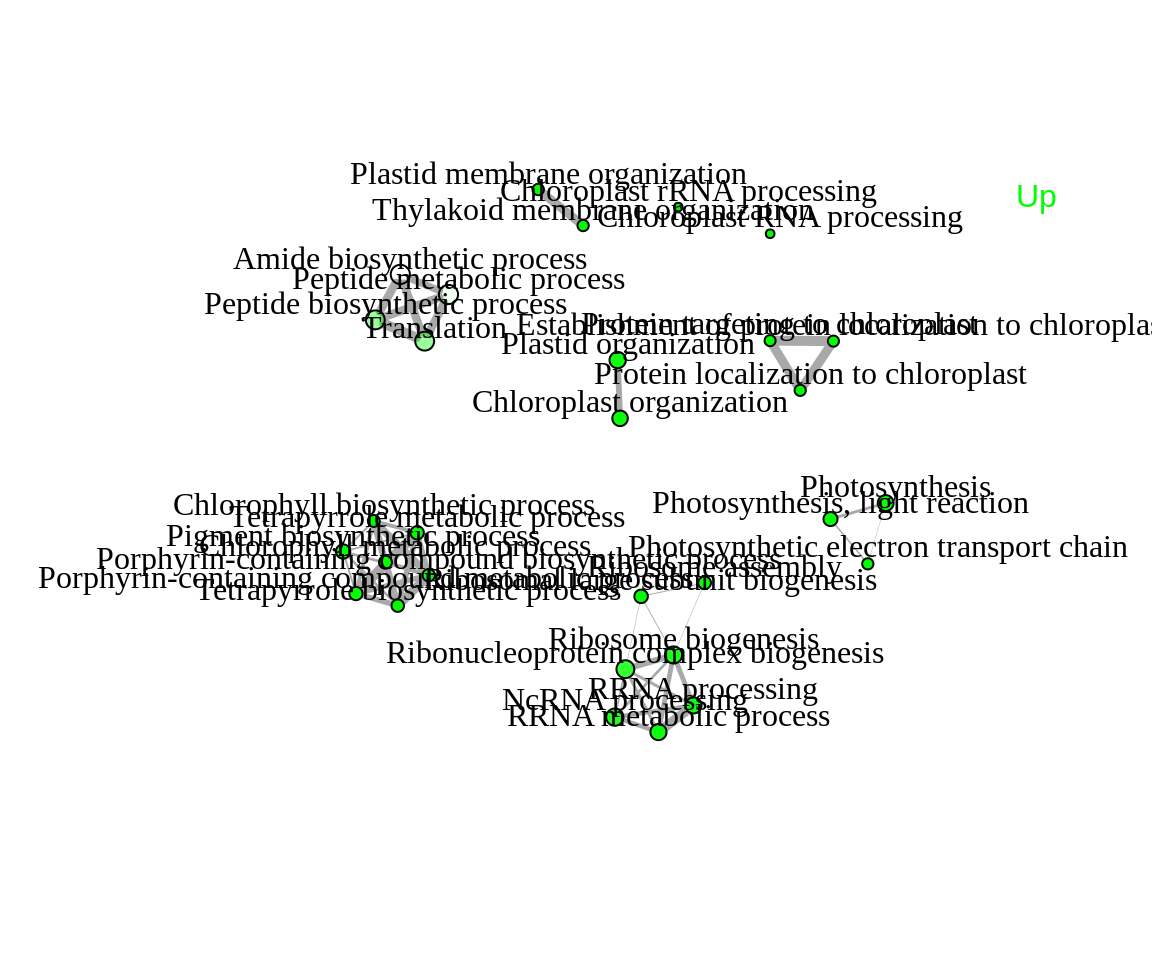 Plastid membrane organization
Chloroplast rRNA processing
Up
Thylakoid membrane organization
Chloroplast RNA processing
Amide biosynthetic process
Peptide metabolic process
Peptide biosynthetic process
Translation
Establishment of protein localization to chloroplas
Protein targeting to chloroplast
Plastid organization
Protein localization to chloroplast
Chloroplast organization
Photosynthesis
Photosynthesis, light reaction
Chlorophyll biosynthetic process
Tetrapyrrole metabolic process
Pigment biosynthetic process
Chlorophyll metabolic process
Photosynthetic electron transport chain
Porphyrin-containing compound biosynthetic process
Ribosome assembly
Porphyrin-containing compound metabolic process
Ribosomal large subunit biogenesis
Tetrapyrrole biosynthetic process
Ribosome biogenesis
Ribonucleoprotein complex biogenesis
RRNA processing
NcRNA processing
RRNA metabolic process